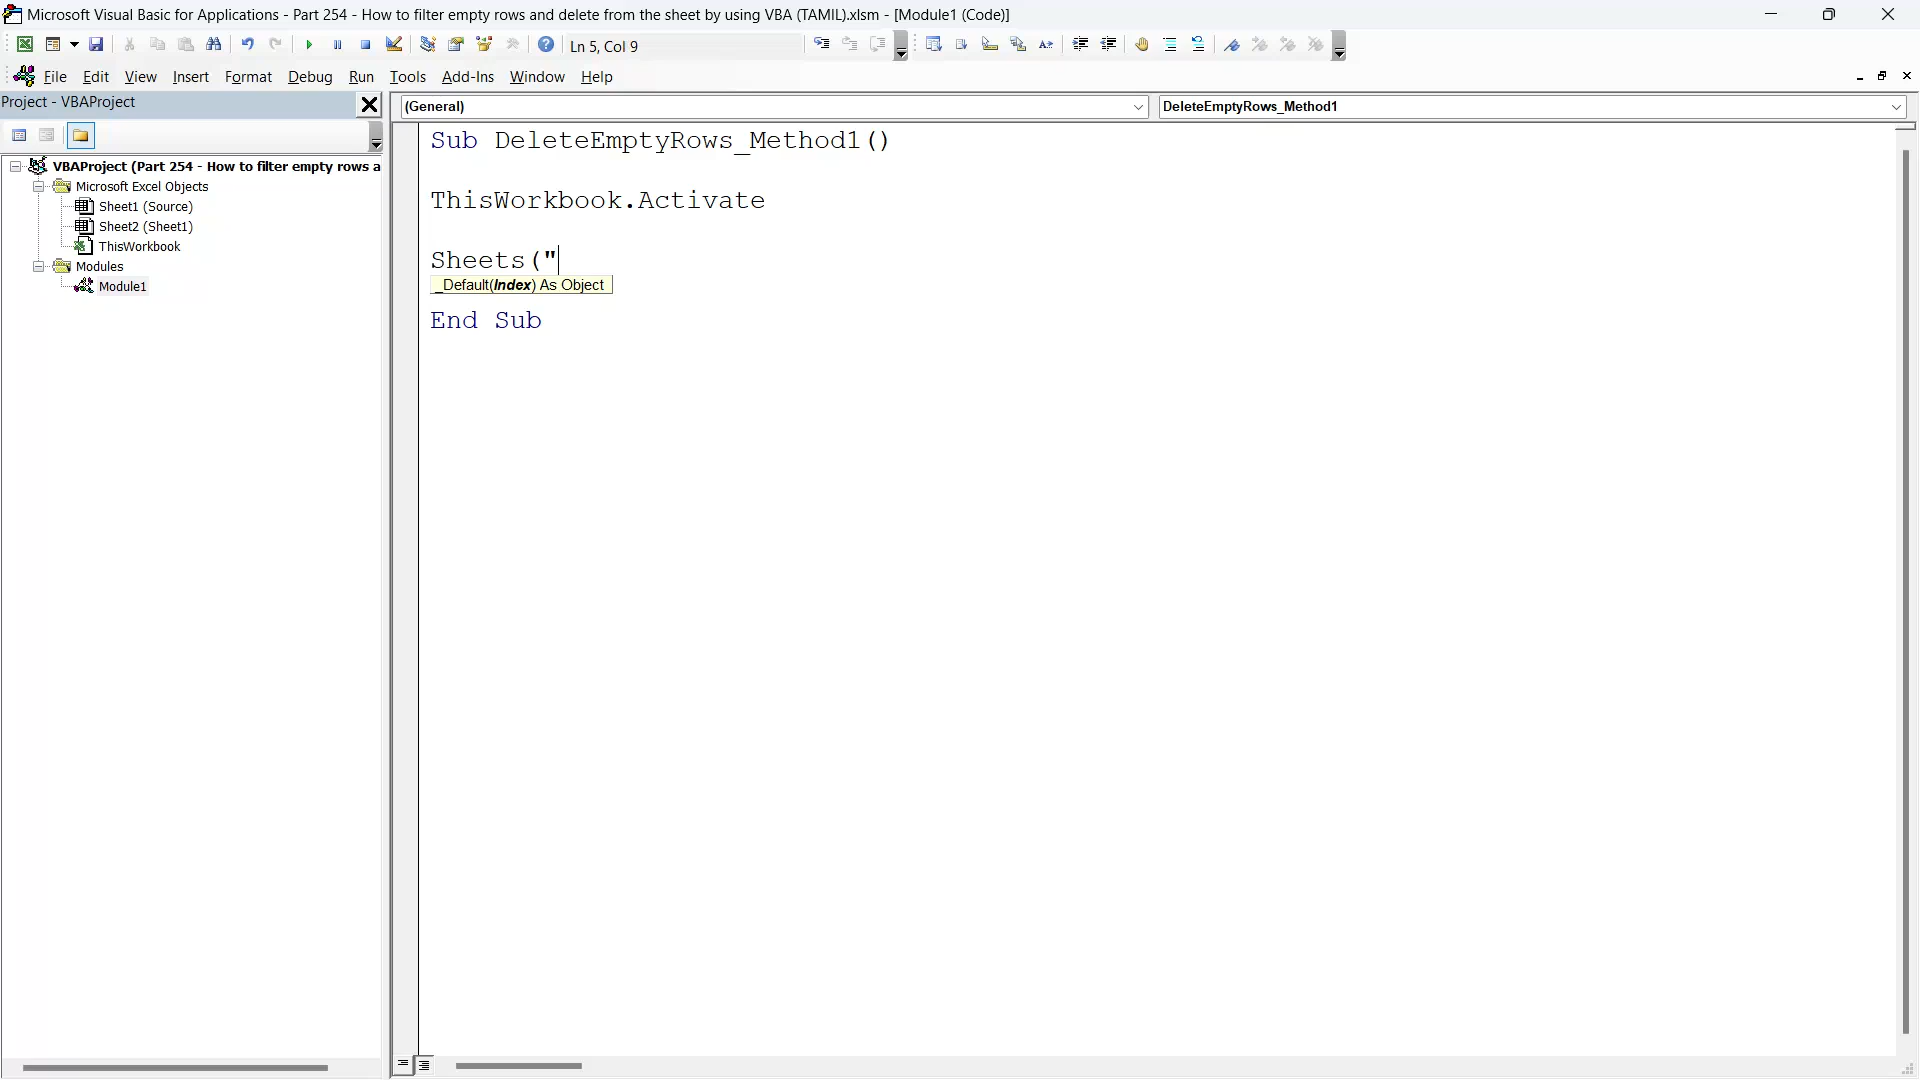 Microsoft Visual Basic for Applications - Part 254 - How to filter empty rows and delete from the sheet by using VBA (TAMIL).xlsm - [Module1 (Code)]
Ln 5, Col 9
File Edit View Insert Format Debug Run Tools Add-Ins Window Help
Project - VBAProject
(General)
DeleteEmptyRows_Method1
VBAProject (Part 254 - How to filter empty rows a
Microsoft Excel Objects
Sheet1 (Source)
Sheet2 (Sheet1)
ThisWorkbook
Modules
Module1
Sub DeleteEmptyRows_Method1()
ThisWorkbook.Activate
Sheets("
_Default(Index) As Object
End Sub